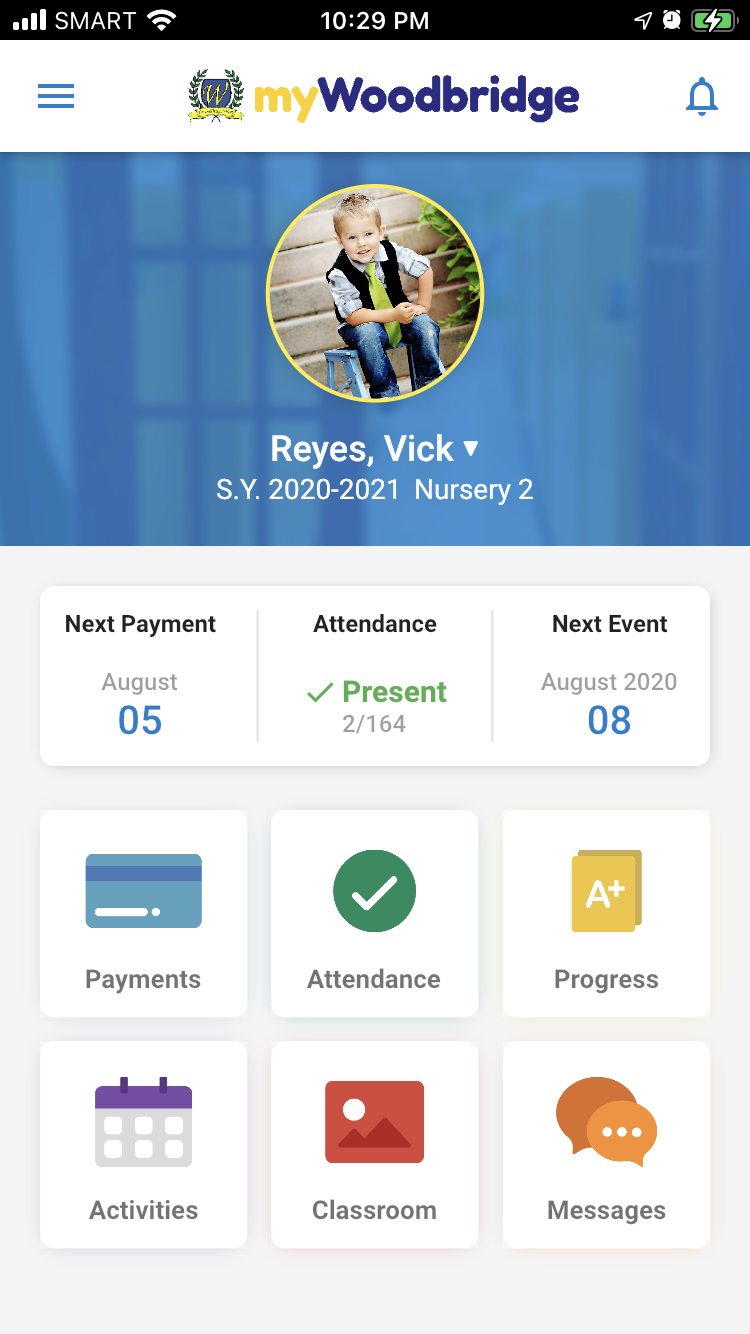 SMART 10:29 PM
myWoodbridge
Reyes, Vick
S.Y. 2020-2021 Nursery 2
Next Payment Attendance Next Event
August Present August 2020
05 2/164 08
A+
Payments Attendance Progress
Activities Classroom Messages